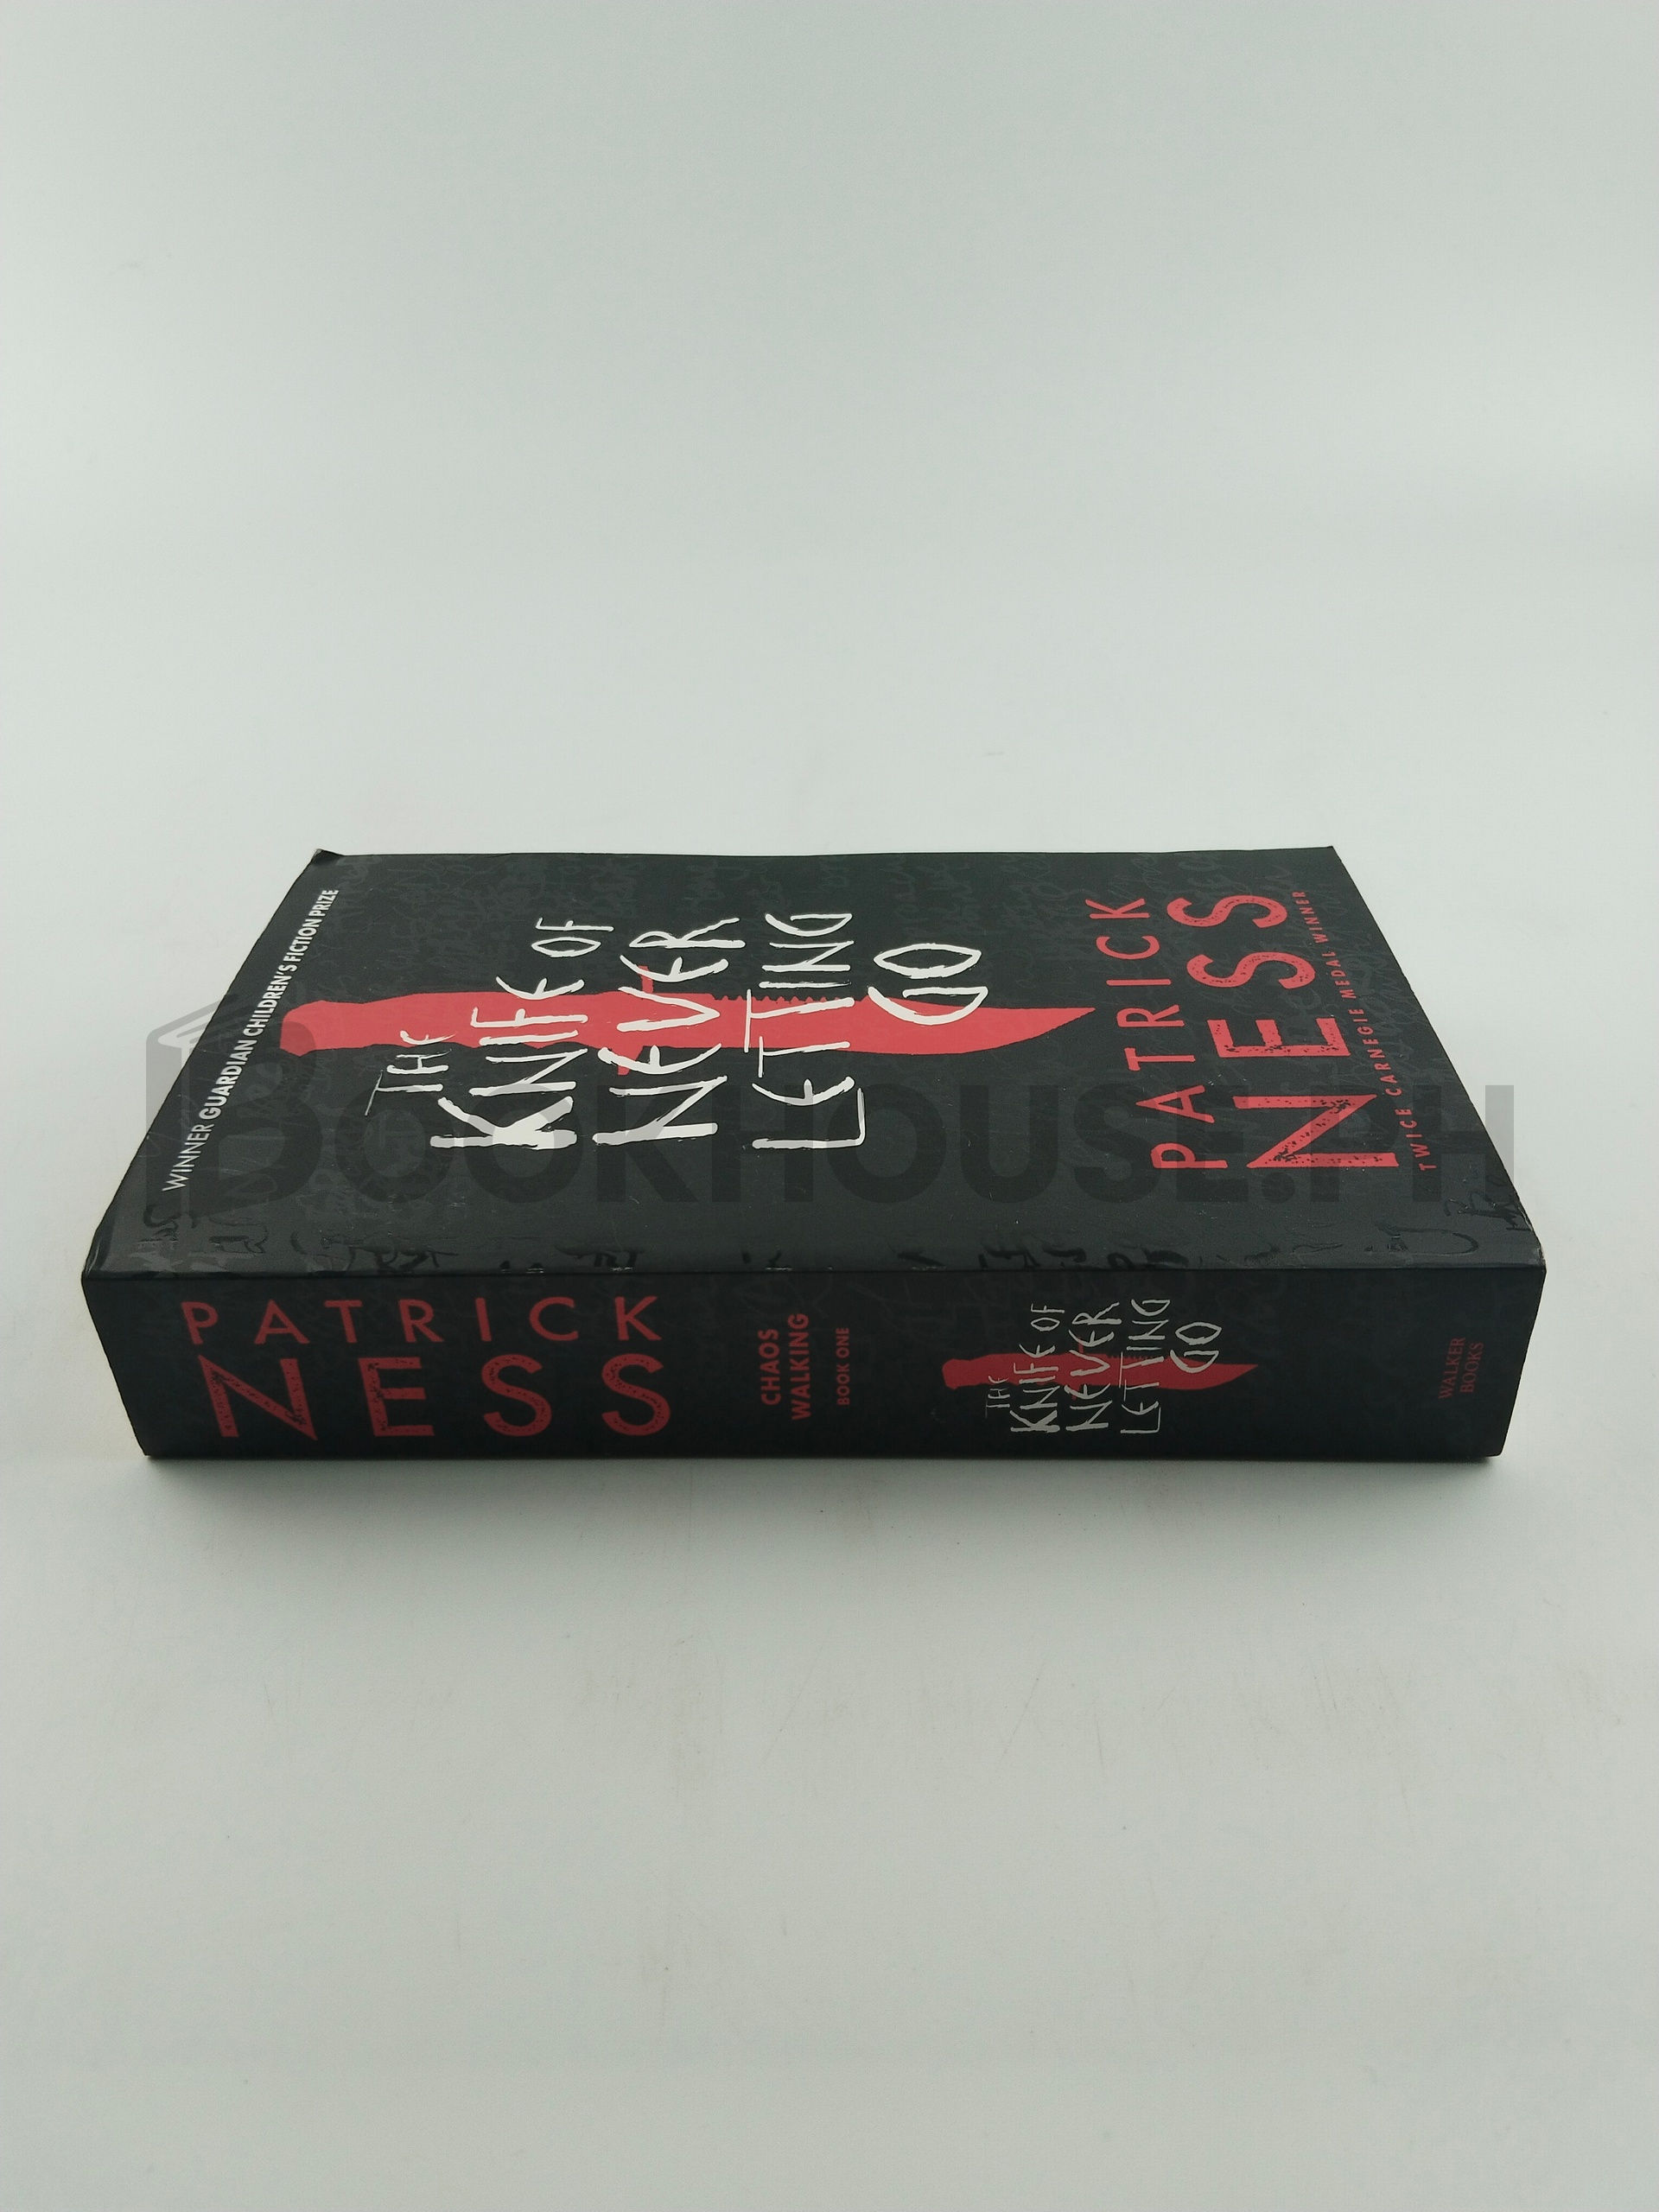 WINNER GUARDIAN CHILDREN'S FICTION PRIZE
THE
KNIFE OF
NEVER
LETTING
GO
PATRICK
NESS
TWICE CARNEGIE MEDAL WINNER
BOOKHOUSE.PH
PATRICK
NESS
CHAOS
WALKING
BOOK ONE
THE
KNIFE OF
NEVER
LETTING
GO
WALKER
BOOKS